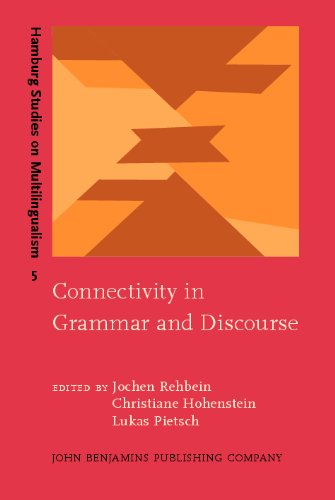 Hamburg Studies on Multilingualism 5
Connectivity in
Grammar and Discourse
EDITED BY Jochen Rehbein
Christiane Hohenstein
Lukas Pietsch
JOHN BENJAMINS PUBLISHING COMPANY